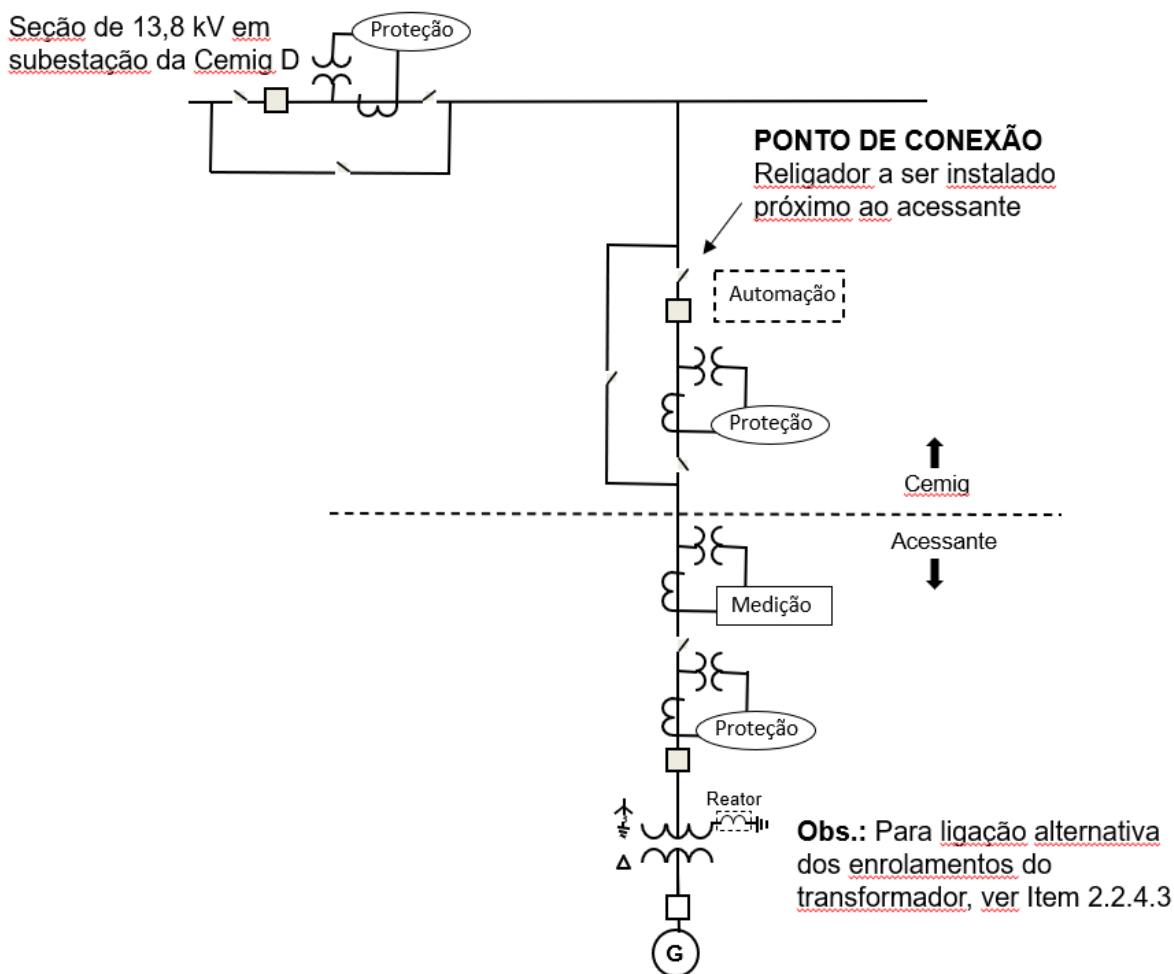 Seção de 13,8 kV em
subestação da Cemig D
Proteção
PONTO DE CONEXÃO
Religador a ser instalado
próximo ao acessante
Automação
Proteção
Cemig
Acessante
Medição
Proteção
Reator
Δ
Obs.: Para ligação alternativa
dos enrolamentos do
transformador, ver Item 2.2.4.3
G